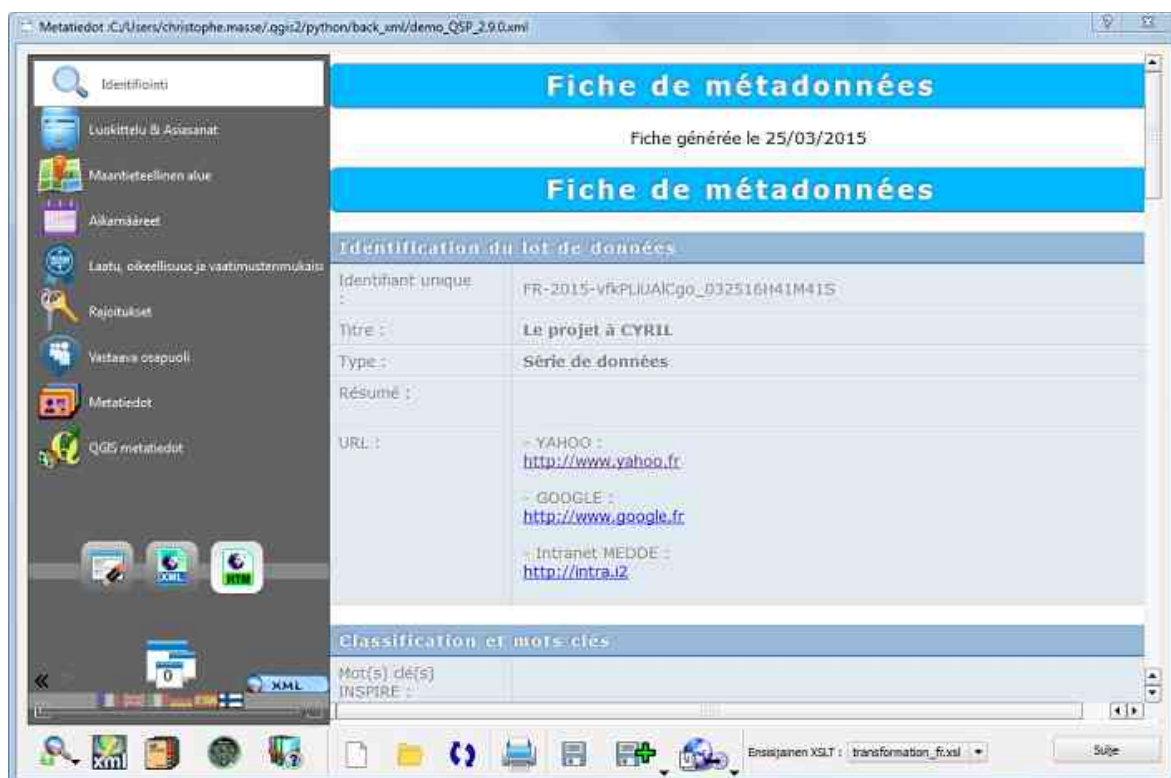 Metatiedot :C:/Users/christophe.masse/.qgis2/python/back_xml/demo_QSP_2.9.0.xml
Identifiointi
Luokittelu & Asiasanat
Maantieteellinen alue
Aikamääreet
Laatu, oikeellisuus ja vaatimustenmukaisu
Rajoitukset
Vastaava osapuoli
Metatiedot
QGIS metatiedot
XML
HTM
0
XML
Fiche de métadonnées
Fiche générée le 25/03/2015
Fiche de métadonnées
Identification du lot de données
Identifiant unique :
Titre : Le projet à CYRIL
Type : Série de données
Résumé :
URL : - YAHOO :
http://www.yahoo.fr
- GOOGLE :
http://www.google.fr
- Intranet MEDDE :
http://intra.i2
Classification et mots clés
Mot(s) clé(s)
INSPIRE :
xml
Ensisijainen XSLT : transformation_fr.xsl
Sulje